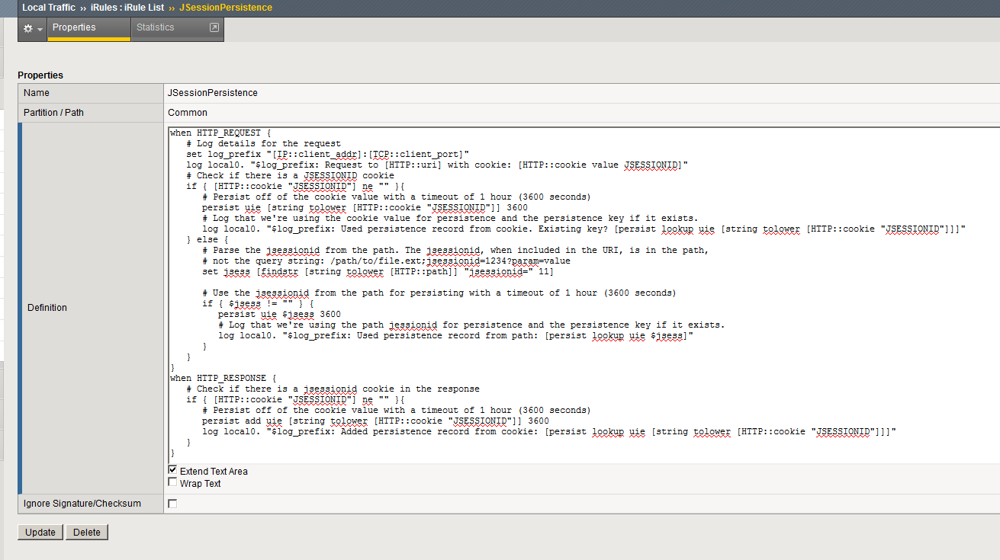 Local Traffic ›› iRules : iRule List ›› JSessionPersistence
Properties Statistics
Properties
Name JSessionPersistence
Partition / Path Common
Definition
when HTTP_REQUEST {
   # Log details for the request
   set log_prefix "[IP::client_addr]:[TCP::client_port]"
   log local0. "$log_prefix: Request to [HTTP::uri] with cookie: [HTTP::cookie value JSESSIONID]"
   # Check if there is a JSESSIONID cookie
   if { [HTTP::cookie "JSESSIONID"] ne "" }{
      # Persist off of the cookie value with a timeout of 1 hour (3600 seconds)
      persist uie [string tolower [HTTP::cookie "JSESSIONID"]] 3600
      # Log that we're using the cookie value for persistence and the persistence key if it exists.
      log local0. "$log_prefix: Used persistence record from cookie. Existing key? [persist lookup uie [string tolower [HTTP::cookie "JSESSIONID"]]]"
   } else {
      # Parse the jsessionid from the path. The jsessionid, when included in the URI, is in the path,
      # not the query string: /path/to/file.ext;jsessionid=1234?param=value
      set jsess [findstr [string tolower [HTTP::path]] "jsessionid=" 11]
      # Use the jsessionid from the path for persisting with a timeout of 1 hour (3600 seconds)
      if { $jsess != "" } {
         persist uie $jsess 3600
         # Log that we're using the path jessionid for persistence and the persistence key if it exists.
         log local0. "$log_prefix: Used persistence record from path: [persist lookup uie $jsess]"
      }
   }
}
when HTTP_RESPONSE {
   # Check if there is a jsessionid cookie in the response
   if { [HTTP::cookie "JSESSIONID"] ne "" }{
      # Persist off of the cookie value with a timeout of 1 hour (3600 seconds)
      persist add uie [string tolower [HTTP::cookie "JSESSIONID"]] 3600
      log local0. "$log_prefix: Added persistence record from cookie: [persist lookup uie [string tolower [HTTP::cookie "JSESSIONID"]]]"
   }
}
Extend Text Area
Wrap Text
Ignore Signature/Checksum
Update Delete